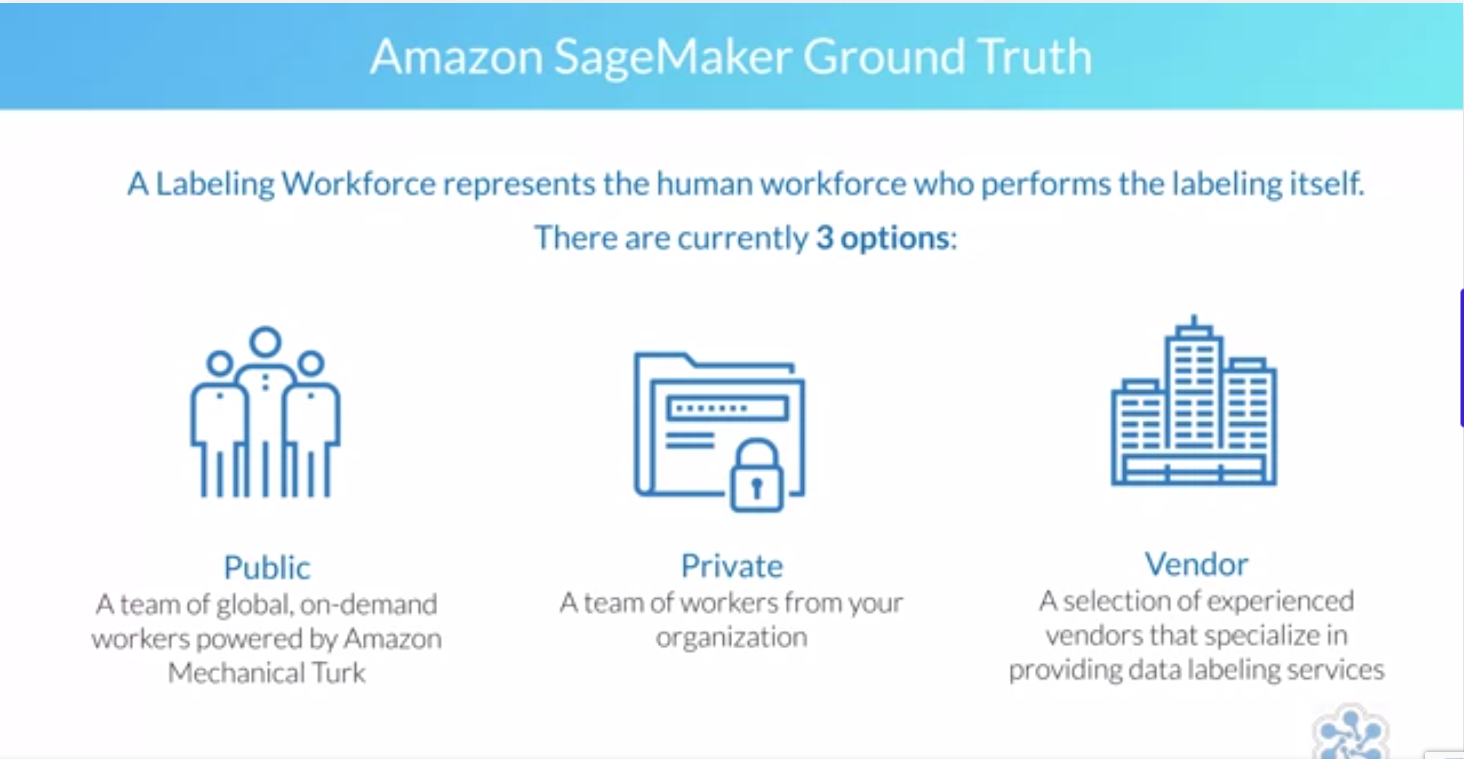 Amazon SageMaker Ground Truth
A Labeling Workforce represents the human workforce who performs the labeling itself.
There are currently 3 options:
Public
A team of global, on-demand
workers powered by Amazon
Mechanical Turk
Private
A team of workers from your
organization
Vendor
A selection of experienced
vendors that specialize in
providing data labeling services